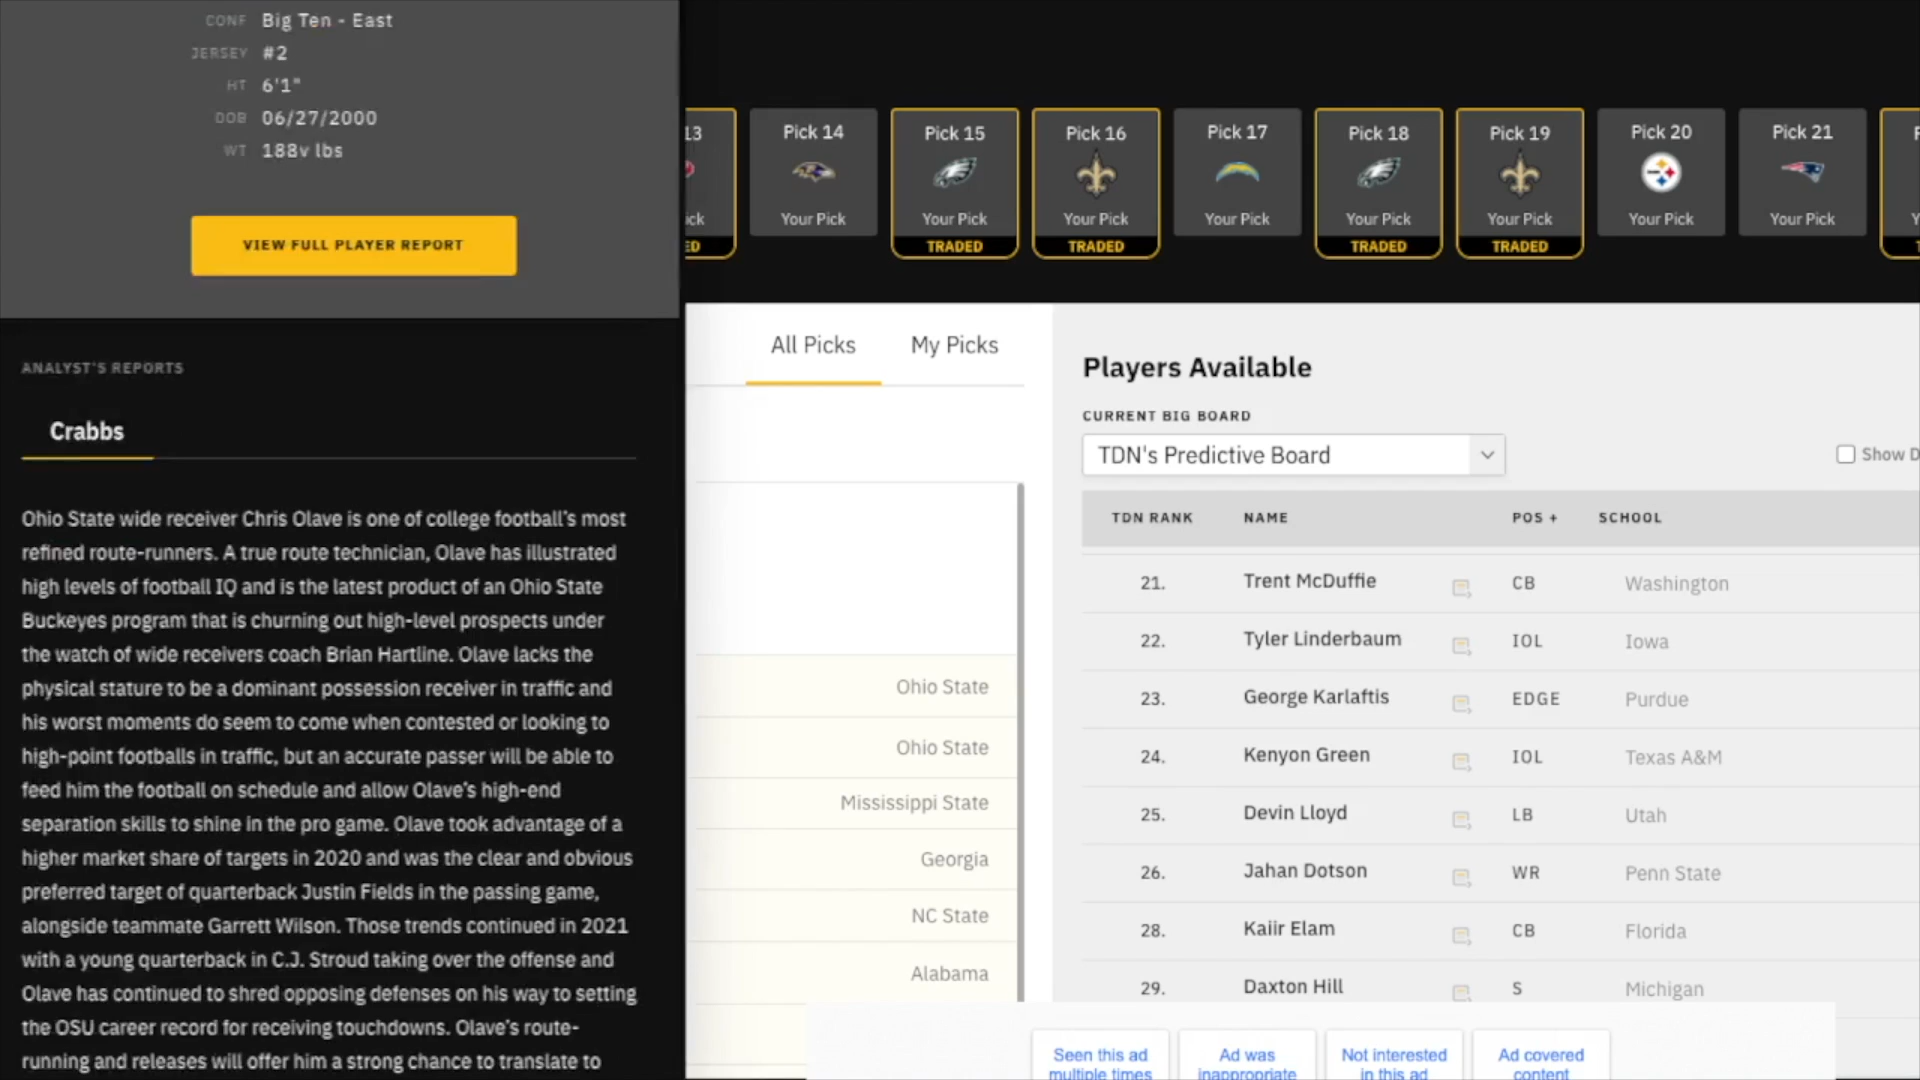 CONF Big Ten - East
JERSEY #2
HT 6'1"
DOB 06/27/2000
WT 188v lbs
VIEW FULL PLAYER REPORT
ANALYST'S REPORTS
Crabbs
Ohio State wide receiver Chris Olave is one of college football's most
refined route-runners. A true route technician, Olave has illustrated
high levels of football IQ and is the latest product of an Ohio State
Buckeyes program that is churning out high-level prospects under
the watch of wide receivers coach Brian Hartline. Olave lacks the
physical stature to be a dominant possession receiver in traffic and
his worst moments do seem to come when contested or looking to
high-point footballs in traffic, but an accurate passer will be able to
feed him the football on schedule and allow Olave's high-end
separation skills to shine in the pro game. Olave took advantage of a
higher market share of targets in 2020 and was the clear and obvious
preferred target of quarterback Justin Fields in the passing game,
alongside teammate Garrett Wilson. Those trends continued in 2021
with a young quarterback in C.J. Stroud taking over the offense and
Olave has continued to shred opposing defenses on his way to setting
the OSU career record for receiving touchdowns. Olave's route-
running and releases will offer him a strong chance to translate to
13
Pick 14
Your Pick
Pick 15
Your Pick
TRADED
Pick 16
Your Pick
TRADED
Pick 17
Your Pick
Pick 18
Your Pick
TRADED
Pick 19
Your Pick
TRADED
Pick 20
Your Pick
Pick 21
Your Pick
All Picks My Picks
Ohio State
Ohio State
Mississippi State
Georgia
NC State
Alabama
Players Available
CURRENT BIG BOARD
TDN's Predictive Board
Show D
TDN RANK NAME POS + SCHOOL
21. Trent McDuffie CB Washington
22. Tyler Linderbaum IOL Iowa
23. George Karlaftis EDGE Purdue
24. Kenyon Green IOL Texas A&M
25. Devin Lloyd LB Utah
26. Jahan Dotson WR Penn State
28. Kaiir Elam CB Florida
29. Daxton Hill S Michigan
Seen this ad
multiple times
Ad was
inappropriate
Not interested
in this ad
Ad covered
content